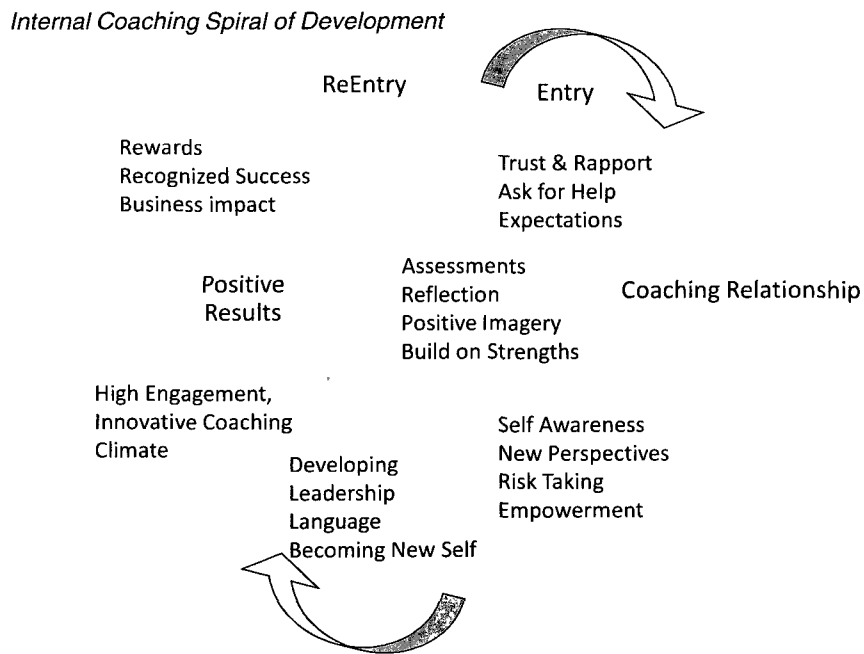 Internal Coaching Spiral of Development
ReEntry
Entry
Rewards
Recognized Success
Business impact
Trust & Rapport
Ask for Help
Expectations
Positive
Results
Assessments
Reflection
Positive Imagery
Build on Strengths
Coaching Relationship
High Engagement,
Innovative Coaching
Climate
Self Awareness
New Perspectives
Risk Taking
Empowerment
Developing
Leadership
Language
Becoming New Self